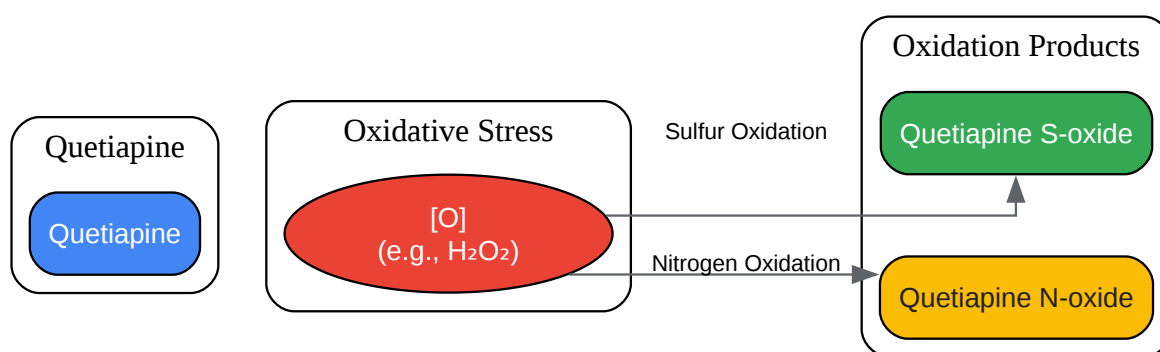 Quetiapine
Quetiapine
Oxidative Stress
[O]
(e.g., H₂O₂)
Sulfur Oxidation
Nitrogen Oxidation
Oxidation Products
Quetiapine S-oxide
Quetiapine N-oxide